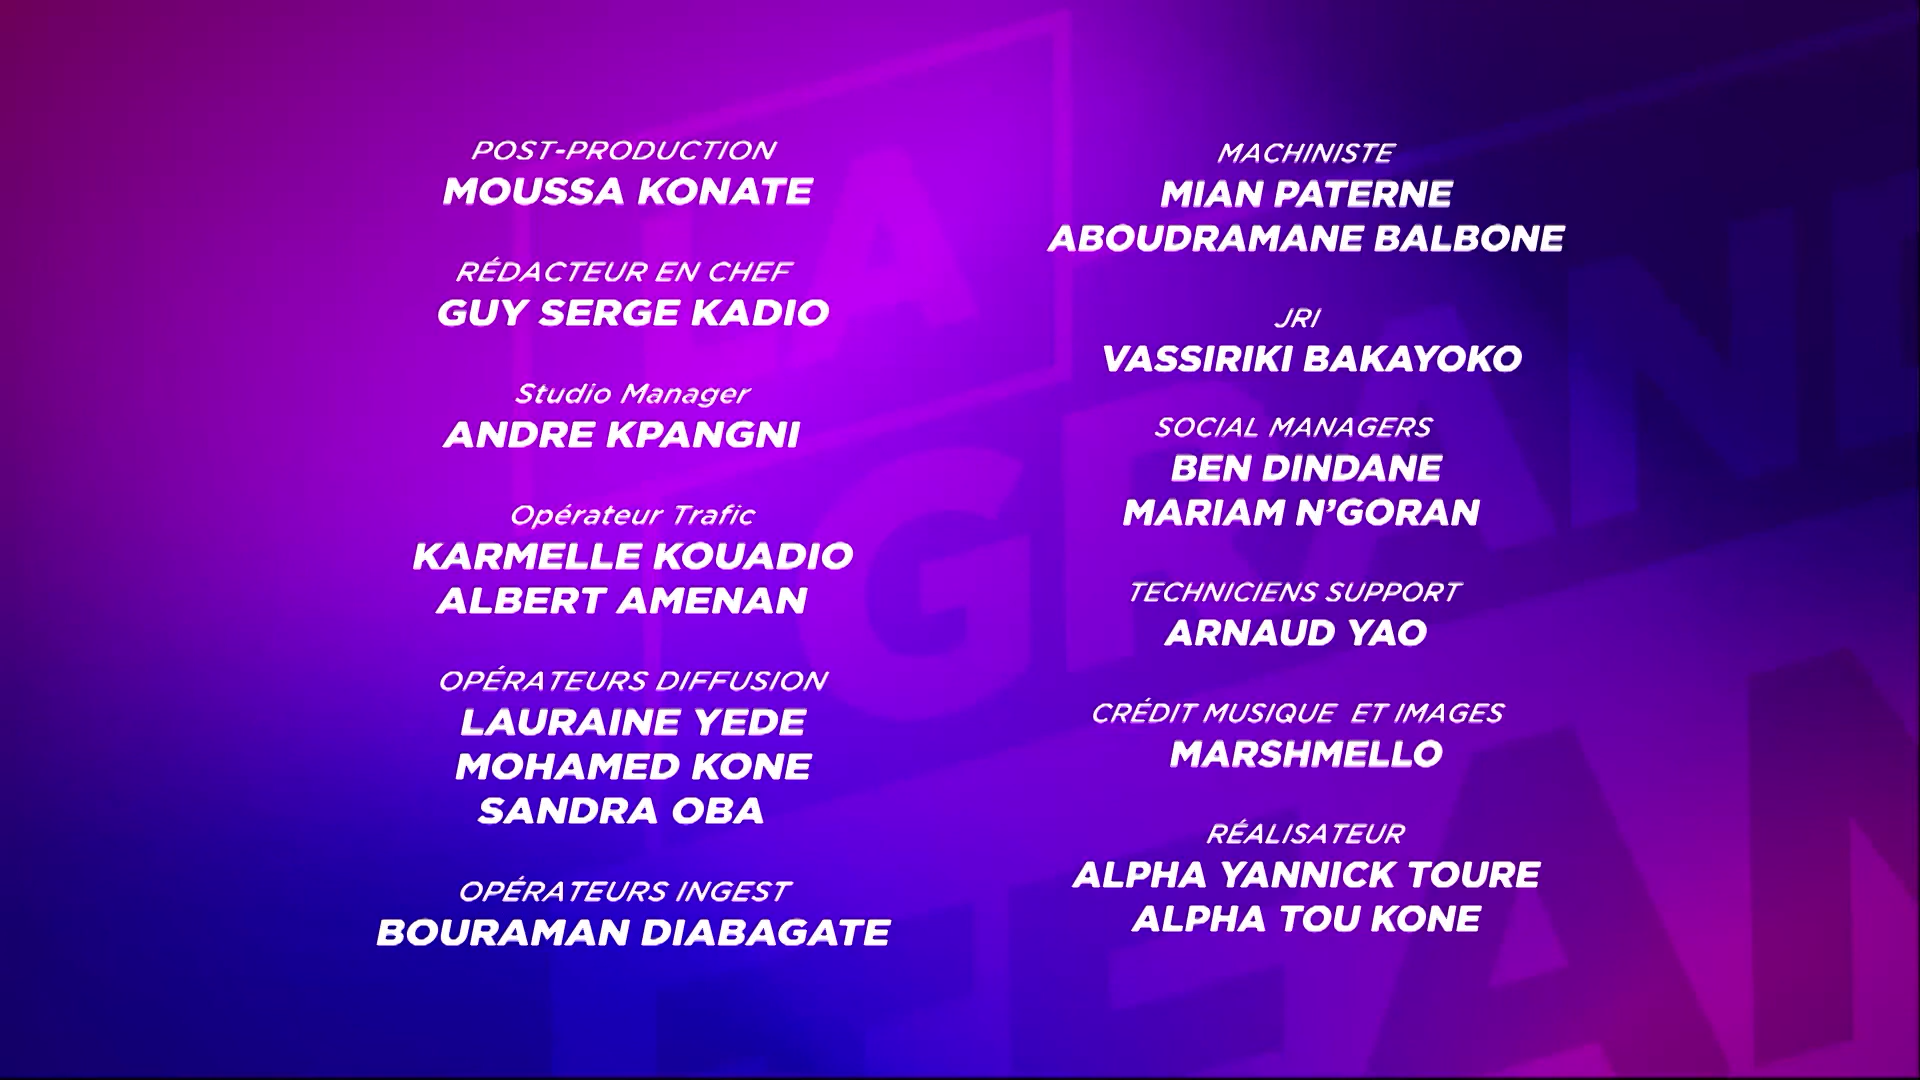 POST-PRODUCTION
MOUSSA KONATE
RÉDACTEUR EN CHEF
GUY SERGE KADIO
Studio Manager
ANDRE KPANGNI
Opérateur Trafic
KARMELLE KOUADIO
ALBERT AMENAN
OPÉRATEURS DIFFUSION
LAURAINE YEDE
MOHAMED KONE
SANDRA OBA
OPÉRATEURS INGEST
BOURAMAN DIABAGATE
MACHINISTE
MIAN PATERNE
ABOUDRAMANE BALBONE
JRI
VASSIRIKI BAKAYOKO
SOCIAL MANAGERS
BEN DINDANE
MARIAM N’GORAN
TECHNICIENS SUPPORT
ARNAUD YAO
CRÉDIT MUSIQUE ET IMAGES
MARSHMELLO
RÉALISATEUR
ALPHA YANNICK TOURE
ALPHA TOU KONE
LA
GRAND